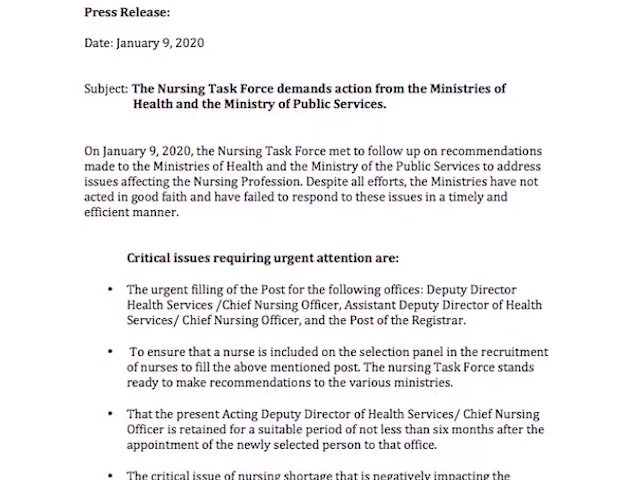 Press Release:
Date: January 9, 2020
Subject: The Nursing Task Force demands action from the Ministries of
Health and the Ministry of Public Services.
On January 9, 2020, the Nursing Task Force met to follow up on recommendations
made to the Ministries of Health and the Ministry of the Public Services to address
issues affecting the Nursing Profession. Despite all efforts, the Ministries have not
acted in good faith and have failed to respond to these issues in a timely and
efficient manner.
Critical issues requiring urgent attention are:
• The urgent filling of the Post for the following offices: Deputy Director
Health Services /Chief Nursing Officer, Assistant Deputy Director of Health
Services/ Chief Nursing Officer, and the Post of the Registrar.
• To ensure that a nurse is included on the selection panel in the recruitment
of nurses to fill the above mentioned post. The nursing Task Force stands
ready to make recommendations to the various ministries.
• That the present Acting Deputy Director of Health Services/ Chief Nursing
Officer is retained for a suitable period of not less than six months after the
appointment of the newly selected person to that office.
• The critical issue of nursing shortage that is negatively impacting the